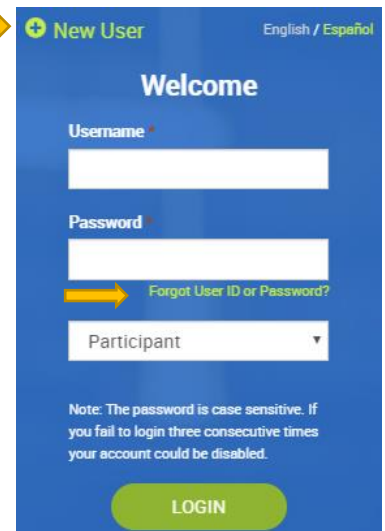 New User
English / Español
Welcome
Username *
Password *
Forgot User ID or Password?
Participant
Note: The password is case sensitive. If
you fail to login three consecutive times
your account could be disabled.
LOGIN